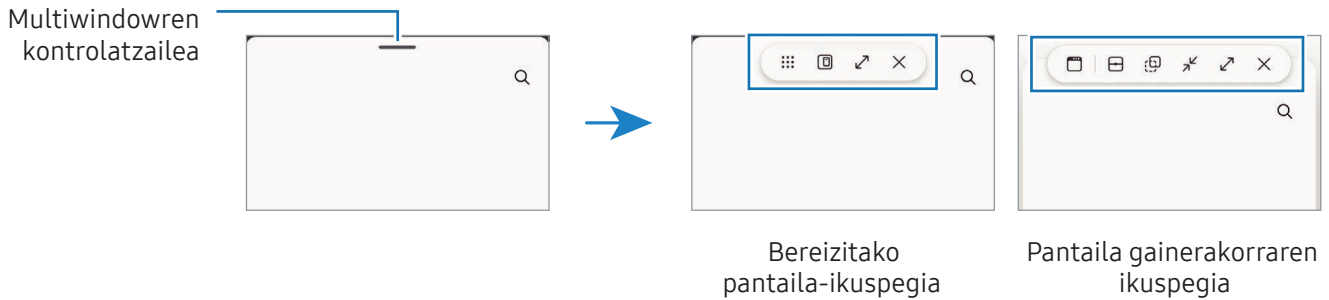 Multiwindowren
kontrolatzailea
Bereizitako
pantaila-ikuspegia
Pantaila gainerakorraren
ikuspegia